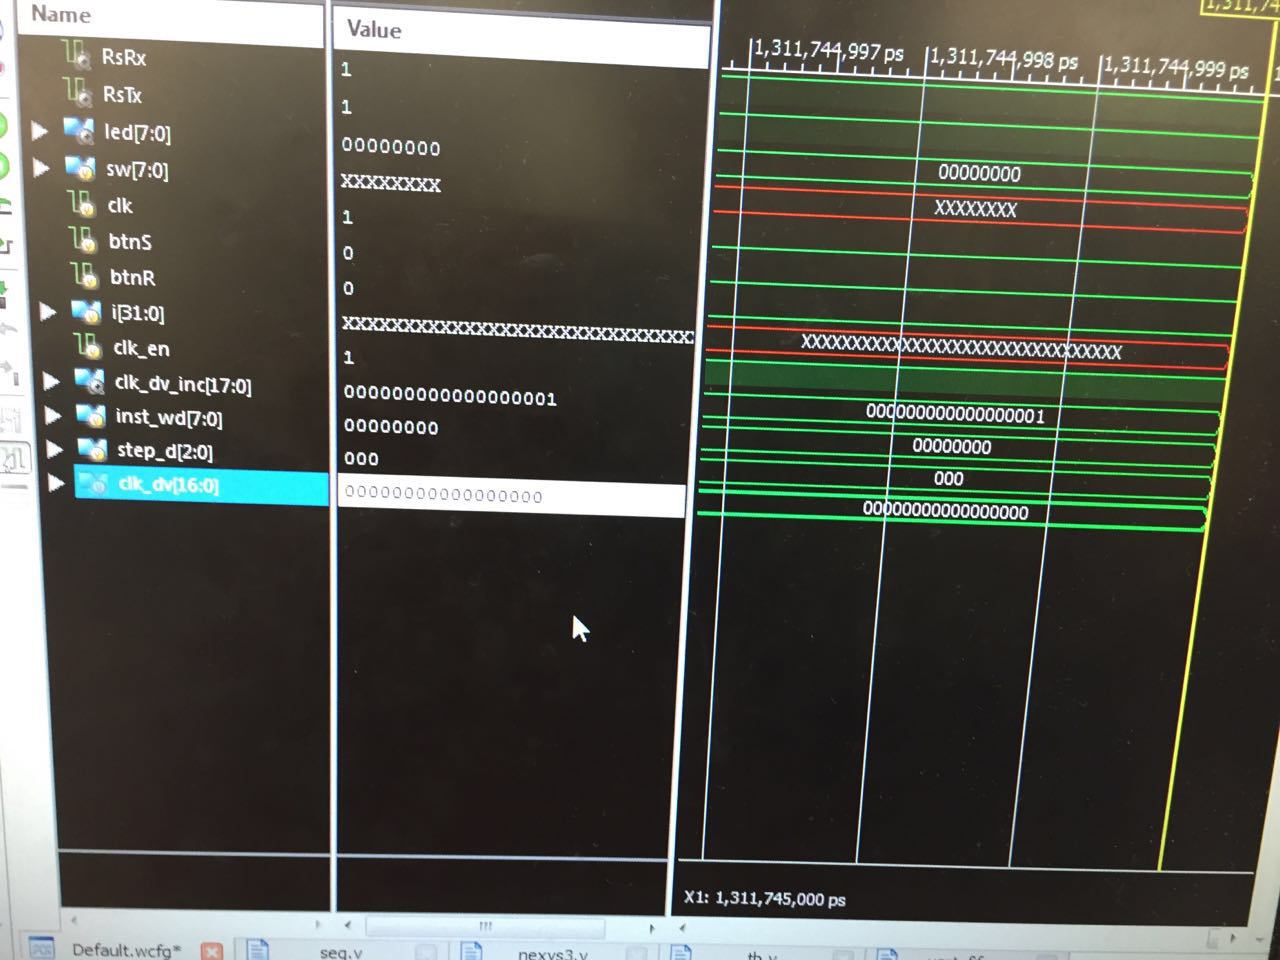 Name Value
1,311,74
1,311,744,997 ps 1,311,744,998 ps 1,311,744,999 ps
RsRx 1
RsTx 1
led[7:0] 00000000 00000000
sw[7:0] XXXXXXXX XXXXXXXX
clk 1
btnS 0
btnR 0
i[31:0] XXXXXXXXXXXXXXXXXXXXXXXXXXXXX XXXXXXXXXXXXXXXXXXXXXXXXXXXXXXXX
clk_en 1
clk_dv_inc[17:0] 000000000000000001 000000000000000001
inst_wd[7:0] 00000000 00000000
step_d[2:0] 000 000
clk_dv[16:0] 00000000000000000 00000000000000000
X1: 1,311,745,000 ps
Default.wcfg* seq.v nexys3.v tb.v